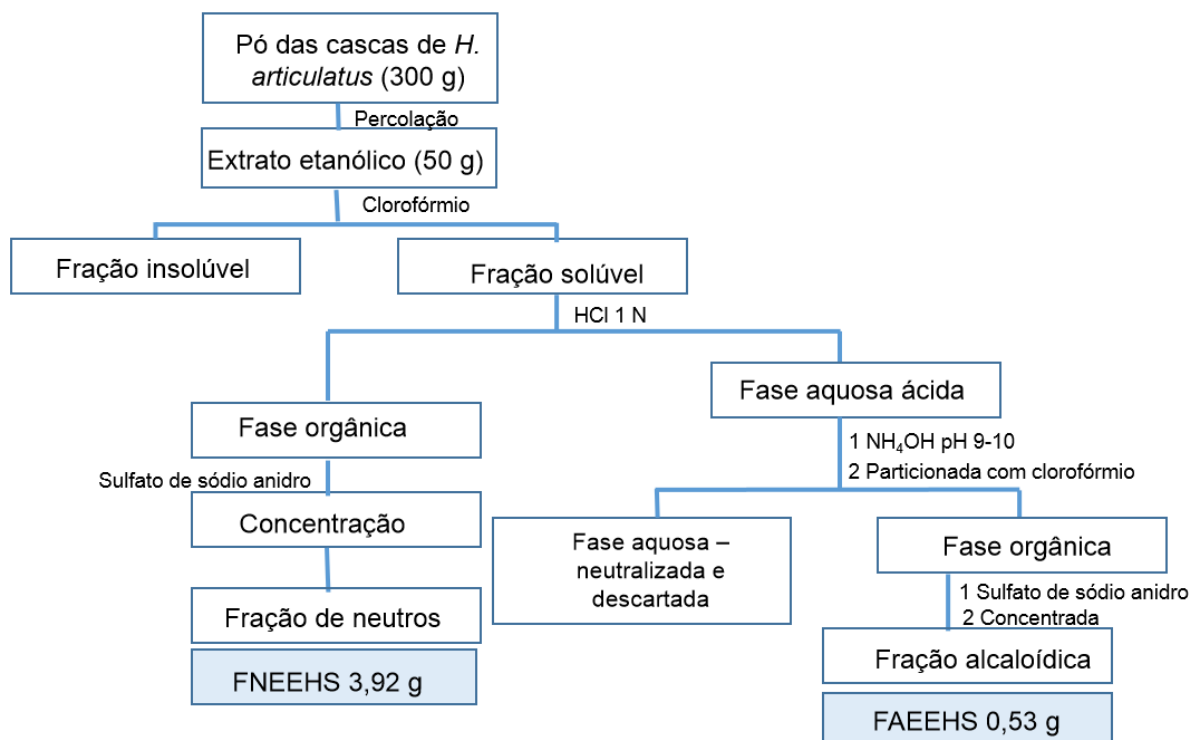 Pó das cascas de H.
articulatus (300 g)
Percolação
Extrato etanólico (50 g)
Clorofórmio
Fração insolúvel
Fração solúvel
HCl 1 N
Fase orgânica
Sulfato de sódio anidro
Concentração
Fração de neutros
FNEEHS 3,92 g
Fase aquosa ácida
1 NH₄OH pH 9-10
2 Particionada com clorofórmio
Fase aquosa –
neutralizada e
descartada
Fase orgânica
1 Sulfato de sódio anidro
2 Concentrada
Fração alcaloídica
FAEEHS 0,53 g